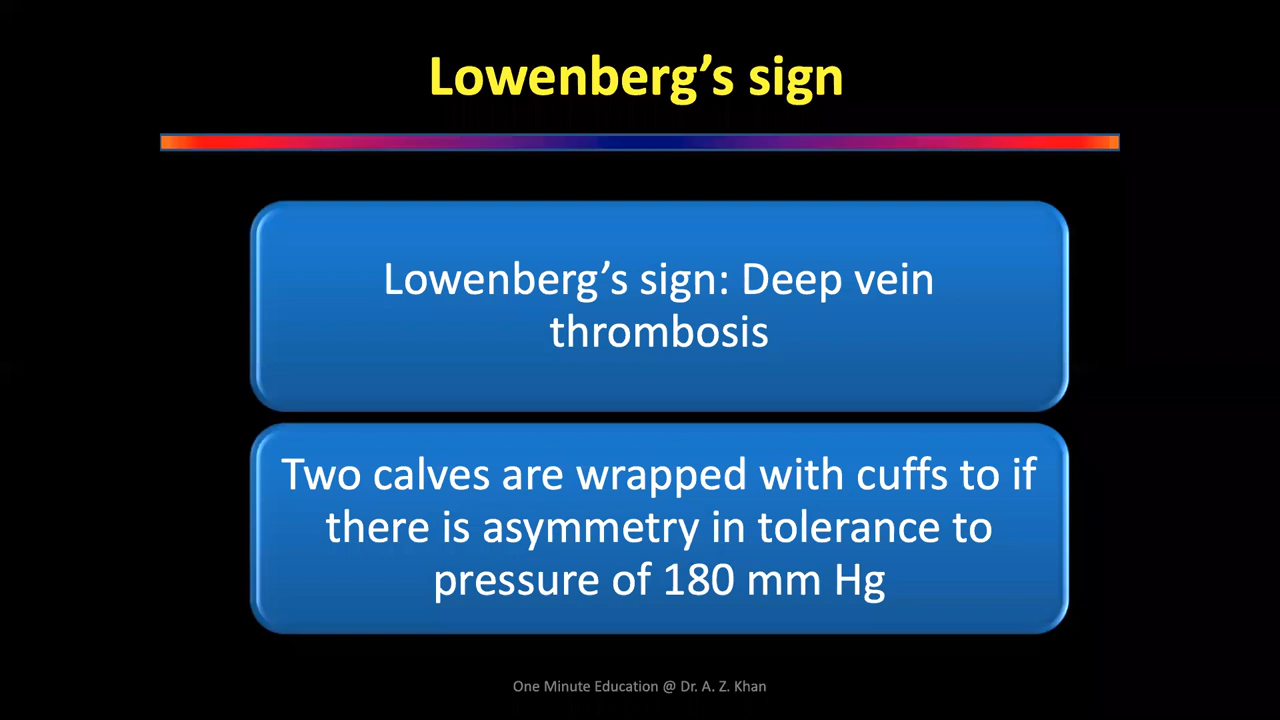 Lowenberg’s sign
Lowenberg’s sign: Deep vein
thrombosis
Two calves are wrapped with cuffs to if
there is asymmetry in tolerance to
pressure of 180 mm Hg
One Minute Education @ Dr. A. Z. Khan